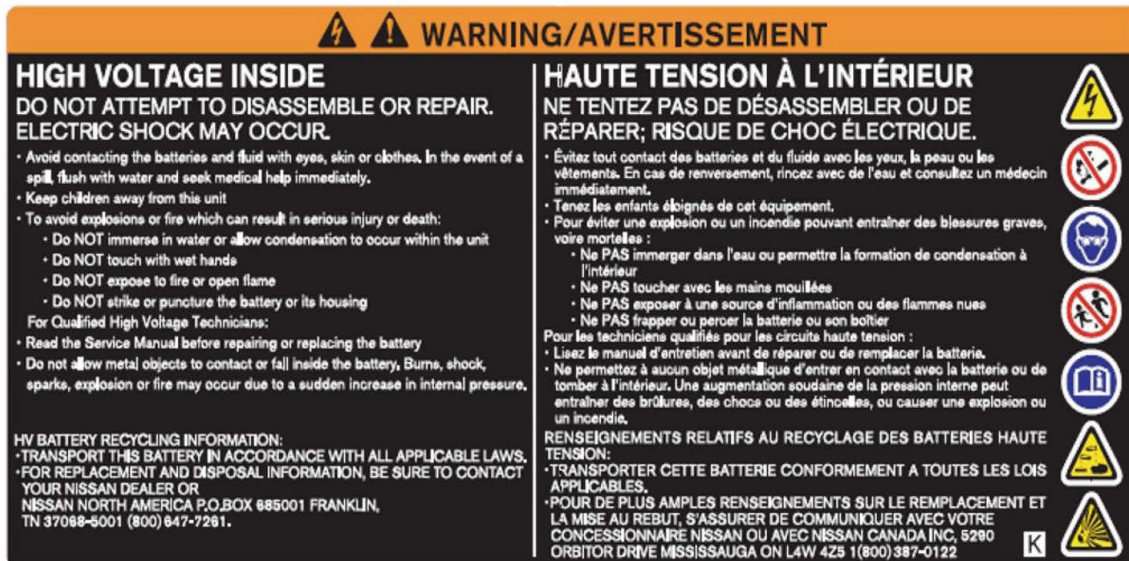 WARNING/AVERTISSEMENT
HIGH VOLTAGE INSIDE
DO NOT ATTEMPT TO DISASSEMBLE OR REPAIR.
ELECTRIC SHOCK MAY OCCUR.
· Avoid contacting the batteries and fluid with eyes, skin or clothes. In the event of a
spill, flush with water and seek medical help immediately.
· Keep children away from this unit
· To avoid explosions or fire which can result in serious injury or death:
· Do NOT immerse in water or allow condensation to occur within the unit
· Do NOT touch with wet hands
· Do NOT expose to fire or open flame
· Do NOT strike or puncture the battery or its housing
For Qualified High Voltage Technicians:
· Read the Service Manual before repairing or replacing the battery
· Do not allow metal objects to contact or fall inside the battery. Burns, shock,
sparks, explosion or fire may occur due to a sudden increase in internal pressure.
HV BATTERY RECYCLING INFORMATION:
·TRANSPORT THIS BATTERY IN ACCORDANCE WITH ALL APPLICABLE LAWS.
·FOR REPLACEMENT AND DISPOSAL INFORMATION, BE SURE TO CONTACT
YOUR NISSAN DEALER OR
NISSAN NORTH AMERICA P.O.BOX 685001 FRANKLIN,
TN 37068-5001 (800) 647-7261.
HAUTE TENSION À L'INTÉRIEUR
NE TENTEZ PAS DE DÉSASSEMBLER OU DE
RÉPARER; RISQUE DE CHOC ÉLECTRIQUE.
· Évitez tout contact des batteries et du fluide avec les yeux, la peau ou les
vêtements. En cas de renversement, rincez avec de l'eau et consultez un médecin
immédiatement.
· Tenez les enfants éloignés de cet équipement.
· Pour éviter une explosion ou un incendie pouvant entraîner des blessures graves,
voire mortelles :
· Ne PAS immerger dans l'eau ou permettre la formation de condensation à
l'intérieur
· Ne PAS toucher avec les mains mouillées
· Ne PAS exposer à une source d'inflammation ou des flammes nues
· Ne PAS frapper ou percer la batterie ou son boîtier
Pour les techniciens qualifiés pour les circuits haute tension :
· Lisez le manuel d'entretien avant de réparer ou de remplacer la batterie.
· Ne permettez à aucun objet métallique d'entrer en contact avec la batterie ou de
tomber à l'intérieur. Une augmentation soudaine de la pression interne peut
entraîner des brûlures, des chocs ou des étincelles, ou causer une explosion ou
un incendie.
RENSEIGNEMENTS RELATIFS AU RECYCLAGE DES BATTERIES HAUTE
TENSION:
·TRANSPORTER CETTE BATTERIE CONFORMEMENT A TOUTES LES LOIS
APPLICABLES.
·POUR DE PLUS AMPLES RENSEIGNEMENTS SUR LE REMPLACEMENT ET
LA MISE AU REBUT, S'ASSURER DE COMMUNIQUER AVEC VOTRE
CONCESSIONNAIRE NISSAN OU AVEC NISSAN CANADA INC, 5290
ORBITOR DRIVE MISSISSAUGA ON L4W 4Z5 1(800) 387-0122
K